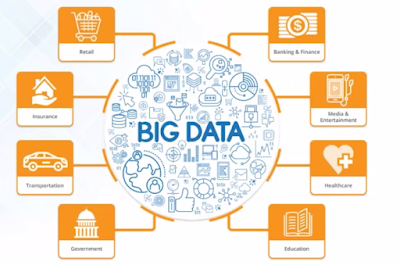 Retail
Banking & Finance
BIG DATA
Insurance
Media &
Entertainment
Transportation
Healthcare
Government
Education